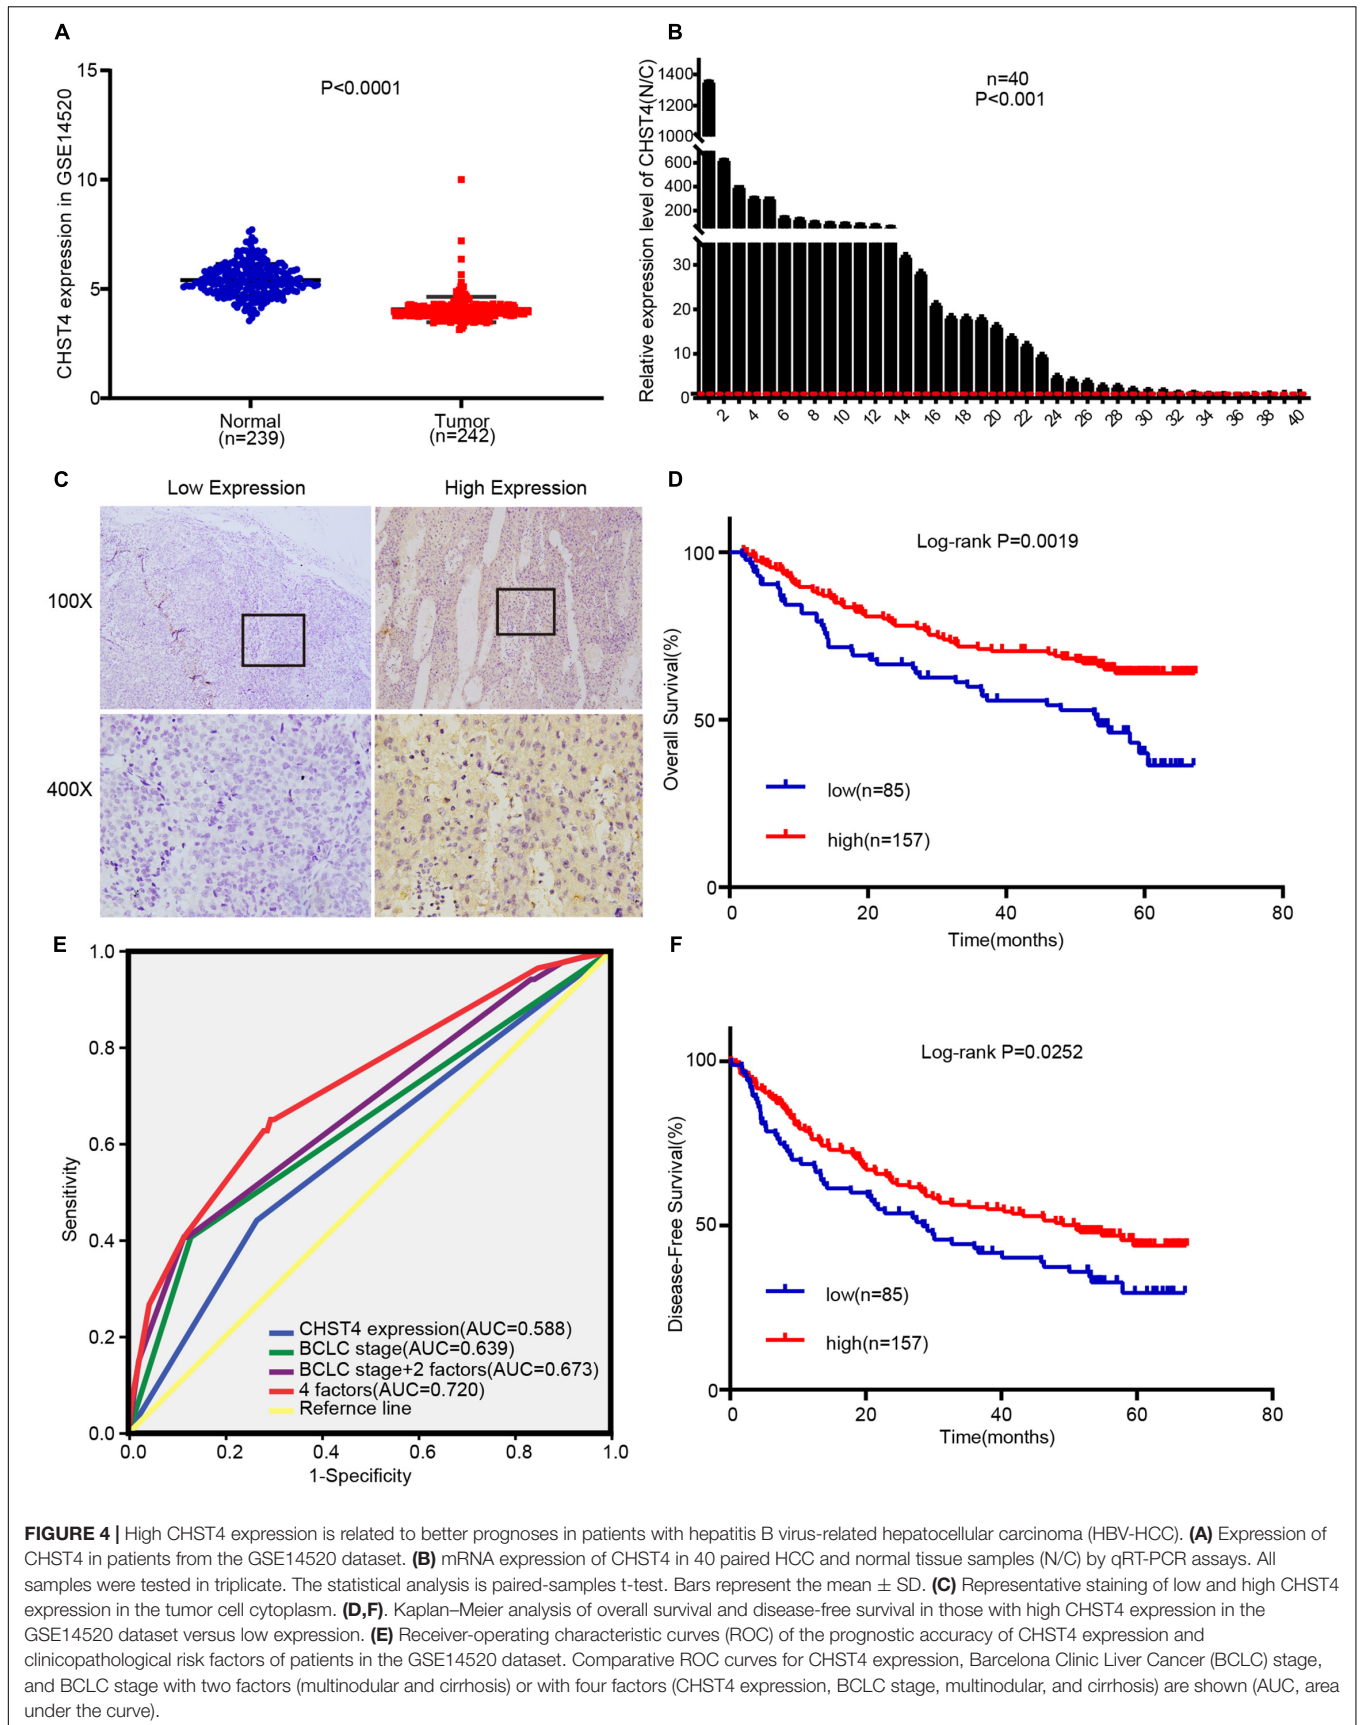 A
CHST4 expression in GSE14520
15
10
5
0
P<0.0001
Normal
(n=239)
Tumor
(n=242)
B
Relative expression level of CHST4(N/C)
1400
1200
1000
600
400
200
30
20
10
0
n=40
P<0.001
2 4 6 8 10 12 14 16 18 20 22 24 26 28 30 32 34 36 38 40
C
Low Expression
High Expression
100X
400X
D
Overall Survival(%)
100
50
0
Log-rank P=0.0019
low(n=85)
high(n=157)
0 20 40 60 80
Time(months)
E
Sensitivity
1.0
0.8
0.6
0.4
0.2
0.0
CHST4 expression(AUC=0.588)
BCLC stage(AUC=0.639)
BCLC stage+2 factors(AUC=0.673)
4 factors(AUC=0.720)
Refernce line
0.0 0.2 0.4 0.6 0.8 1.0
1-Specificity
F
Disease-Free Survival(%)
100
50
0
Log-rank P=0.0252
low(n=85)
high(n=157)
0 20 40 60 80
Time(months)
FIGURE 4 | High CHST4 expression is related to better prognoses in patients with hepatitis B virus-related hepatocellular carcinoma (HBV-HCC). (A) Expression of
CHST4 in patients from the GSE14520 dataset. (B) mRNA expression of CHST4 in 40 paired HCC and normal tissue samples (N/C) by qRT-PCR assays. All
samples were tested in triplicate. The statistical analysis is paired-samples t-test. Bars represent the mean ± SD. (C) Representative staining of low and high CHST4
expression in the tumor cell cytoplasm. (D,F). Kaplan–Meier analysis of overall survival and disease-free survival in those with high CHST4 expression in the
GSE14520 dataset versus low expression. (E) Receiver-operating characteristic curves (ROC) of the prognostic accuracy of CHST4 expression and
clinicopathological risk factors of patients in the GSE14520 dataset. Comparative ROC curves for CHST4 expression, Barcelona Clinic Liver Cancer (BCLC) stage,
and BCLC stage with two factors (multinodular and cirrhosis) or with four factors (CHST4 expression, BCLC stage, multinodular, and cirrhosis) are shown (AUC, area
under the curve).